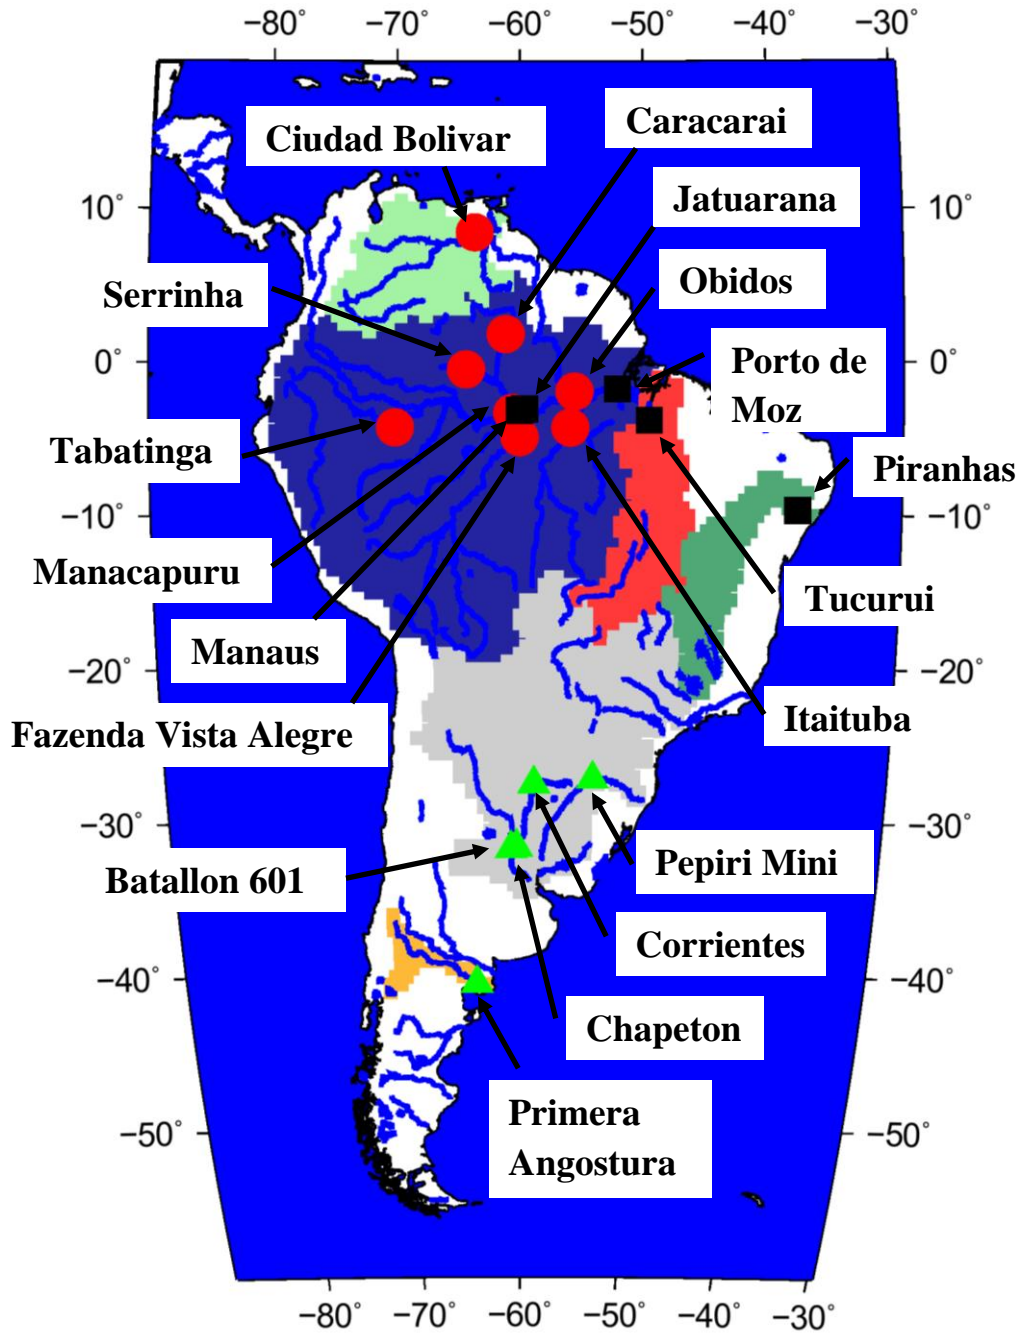 −80° −70° −60° −50° −40° −30°
Caracarai
Ciudad Bolivar
Jatuarana
10° 10°
Obidos
Serrinha
0° 0°
Porto de
Moz
Tabatinga
Piranhas
−10° −10°
Manacapuru
Tucurui
Manaus
−20° −20°
Itaituba
Fazenda Vista Alegre
−30° −30°
Pepiri Mini
Batallon 601
Corrientes
−40° −40°
Chapeton
Primera
Angostura
−50° −50°
−80° −70° −60° −50° −40° −30°